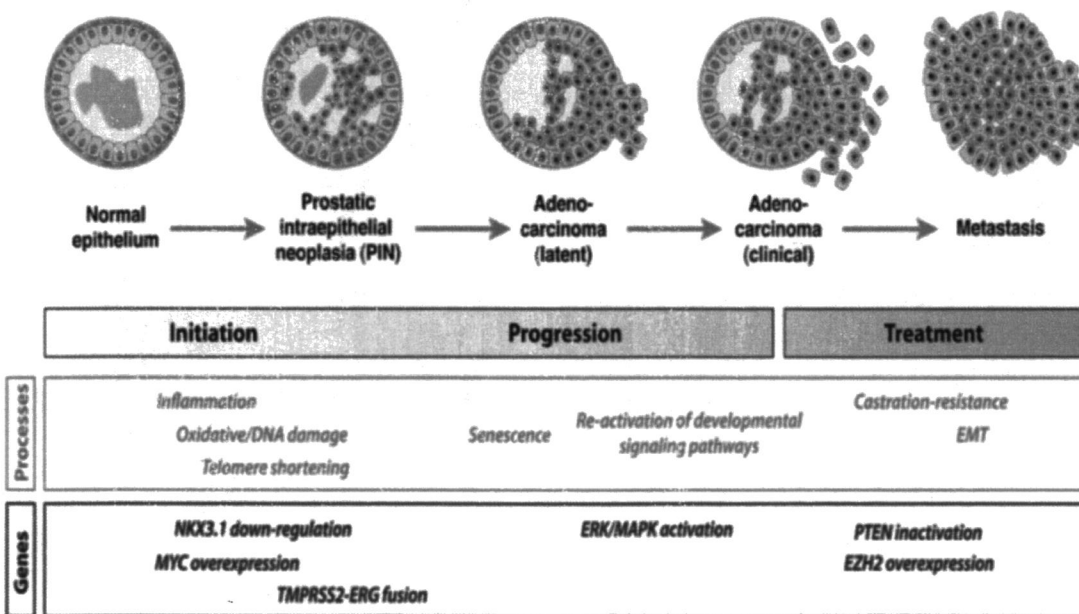 Normal
epithelium
Prostatic
intraepithelial
neoplasia (PIN)
Adeno-
carcinoma
(latent)
Adeno-
carcinoma
(clinical)
Metastasis
Initiation
Progression
Treatment
Processes
Inflammation
Oxidative/DNA damage
Telomere shortening
Senescence
Re-activation of developmental
signaling pathways
Castration-resistance
EMT
Genes
NKX3.1 down-regulation
MYC overexpression
TMPRSS2-ERG fusion
ERK/MAPK activation
PTEN inactivation
EZH2 overexpression